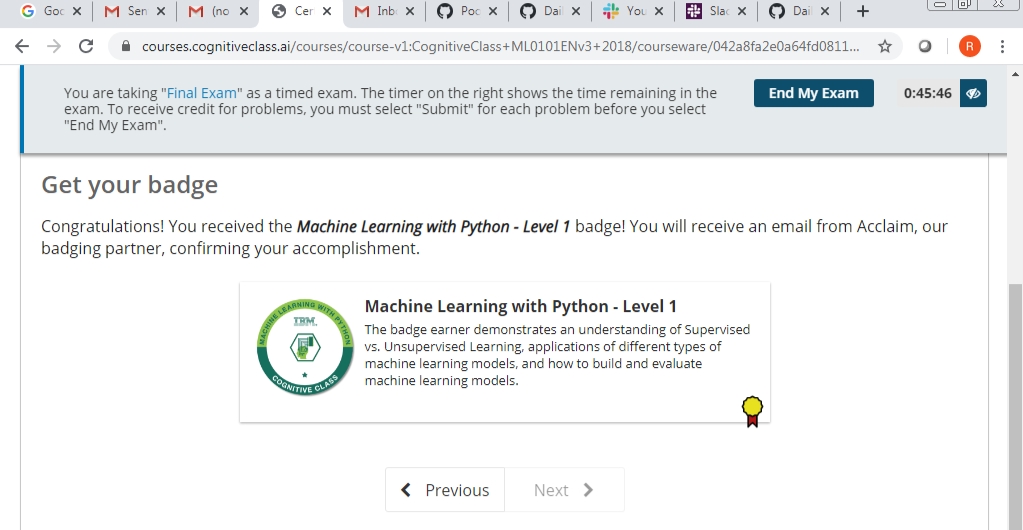 Goo
Sen
(no
Cer
Inb
Poc
Dai
You
Slac
Dai
courses.cognitiveclass.ai/courses/course-v1:CognitiveClass+ML0101ENv3+2018/courseware/042a8fa2e0a64fd0811...
R
You are taking "Final Exam" as a timed exam. The timer on the right shows the time remaining in the
exam. To receive credit for problems, you must select "Submit" for each problem before you select
"End My Exam".
End My Exam
0:45:46
Get your badge
Congratulations! You received the Machine Learning with Python - Level 1 badge! You will receive an email from Acclaim, our
badging partner, confirming your accomplishment.
MACHINE LEARNING WITH PYTHON
IBM
COGNITIVE CLASS
Machine Learning with Python - Level 1
The badge earner demonstrates an understanding of Supervised
vs. Unsupervised Learning, applications of different types of
machine learning models, and how to build and evaluate
machine learning models.
Previous
Next